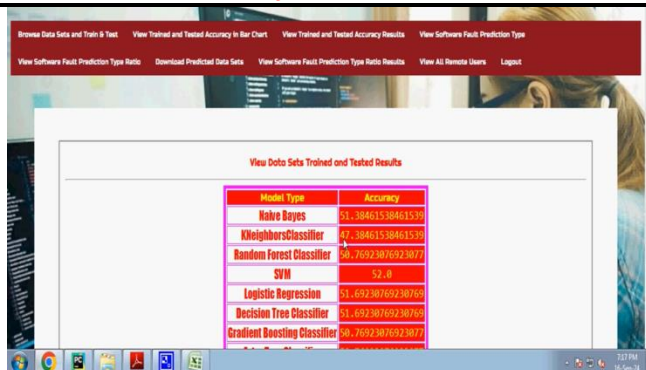 Browse Data Sets and Train & Test View Trained and Tested Accuracy in Bar Chart View Trained and Tested Accuracy Results View Software Fault Prediction Type
View Software Fault Prediction Type Ratio Download Predicted Data Sets View Software Fault Prediction Type Ratio Results View All Remote Users Logout
View Data Sets Trained and Tested Results
Model Type Accuracy
Naive Bayes 51.38461538461539
KNeighborsClassifier 47.38461538461539
Random Forest Classifier 50.76923076923077
SVM 52.0
Logistic Regression 51.69230769230769
Decision Tree Classifier 51.69230769230769
Gradient Boosting Classifier 50.76923076923077
7:17 PM
16-Sep-24